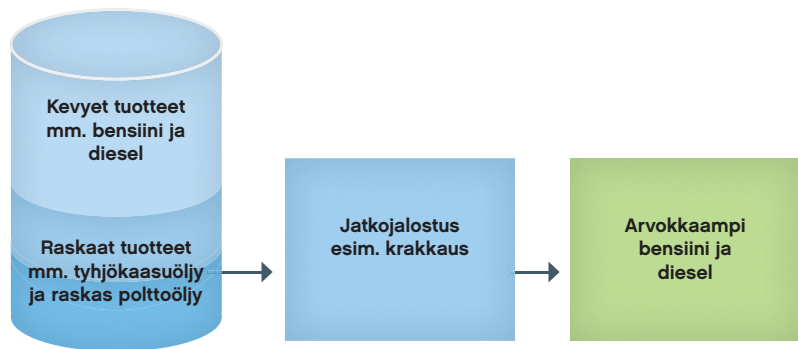 Kevyet tuotteet
mm. bensiini ja
diesel
Raskaat tuotteet
mm. tyhjökaasuöljy
ja raskas polttoöljy
Jatkojalostus
esim. krakkaus
Arvokkaampi
bensiini ja
diesel